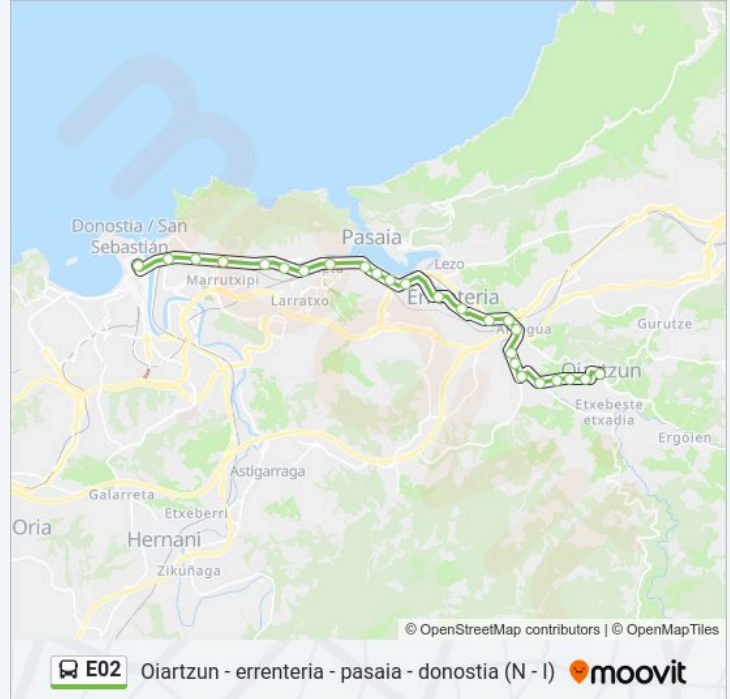 Donostia / San
Sebastián
Pasaia
Marrutxipi
Lezo
Larratxo
Gurutze
Oiartzun
Etxebeste
etxadia
Ergoien
Astigarraga
Galarreta
Etxeberri
Oria
Hernani
Zikuñaga
© OpenStreetMap contributors | © OpenMapTiles
E02 Oiartzun - errenteria - pasaia - donostia (N - I) moovit